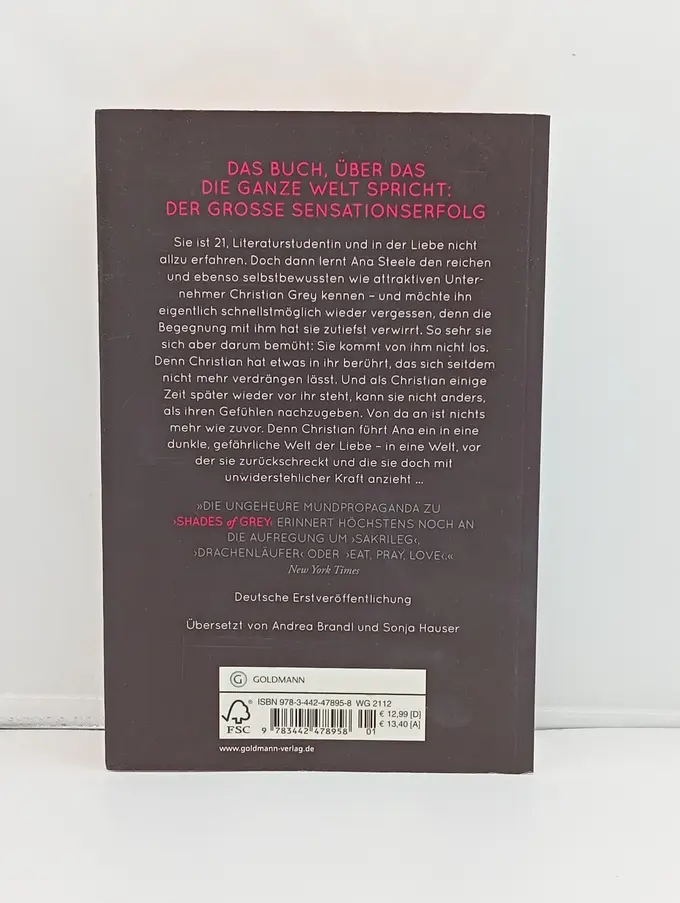 DAS BUCH, ÜBER DAS
DIE GANZE WELT SPRICHT:
DER GROSSE SENSATIONSERFOLG
Sie ist 21, Literaturstudentin und in der Liebe nicht
allzu erfahren. Doch dann lernt Ana Steele den reichen
und ebenso selbstbewussten wie attraktiven Unter-
nehmer Christian Grey kennen – und möchte ihn
eigentlich schnellstmöglich wieder vergessen, denn die
Begegnung mit ihm hat sie zutiefst verwirrt. So sehr sie
sich aber darum bemüht: Sie kommt von ihm nicht los.
Denn Christian hat etwas in ihr berührt, das sich seitdem
nicht mehr verdrängen lässt. Und als Christian einige
Zeit später wieder vor ihr steht, kann sie nicht anders,
als ihren Gefühlen nachzugeben. Von da an ist nichts
mehr wie zuvor. Denn Christian führt Ana ein in eine
dunkle, gefährliche Welt der Liebe – in eine Welt, vor
der sie zurückschreckt und die sie doch mit
unwiderstehlicher Kraft anzieht ...
»DIE UNGEHEURE MUNDPROPAGANDA ZU
›SHADES of GREY‹ ERINNERT HÖCHSTENS NOCH AN
DIE AUFREGUNG UM ›SAKRILEG‹,
›DRACHENLÄUFER‹ ODER ›EAT, PRAY, LOVE‹.«
New York Times
Deutsche Erstveröffentlichung
Übersetzt von Andrea Brandl und Sonja Hauser
G GOLDMANN
ISBN 978-3-442-47895-8 WG 2112
€ 12,99 [D]
€ 13,40 [A]
FSC
9 783442 478958 01
www.goldmann-verlag.de